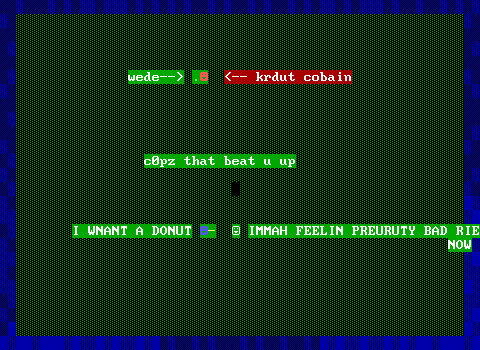 wede--> .@ <-- krdut cobain
c0pz that beat u up
I WNANT A DONUT @- ☺ IMMAH FEELIN PREURUTY BAD RIE
NOW